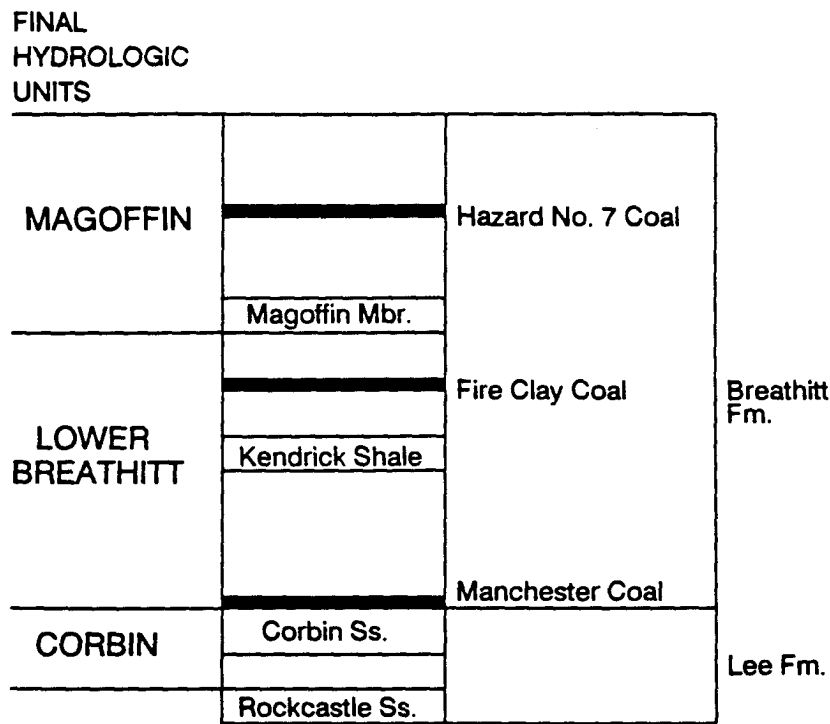 FINAL
HYDROLOGIC
UNITS
MAGOFFIN
Hazard No. 7 Coal
Magoffin Mbr.
Fire Clay Coal
Breathitt
Fm.
LOWER
BREATHITT
Kendrick Shale
Manchester Coal
CORBIN
Corbin Ss.
Lee Fm.
Rockcastle Ss.